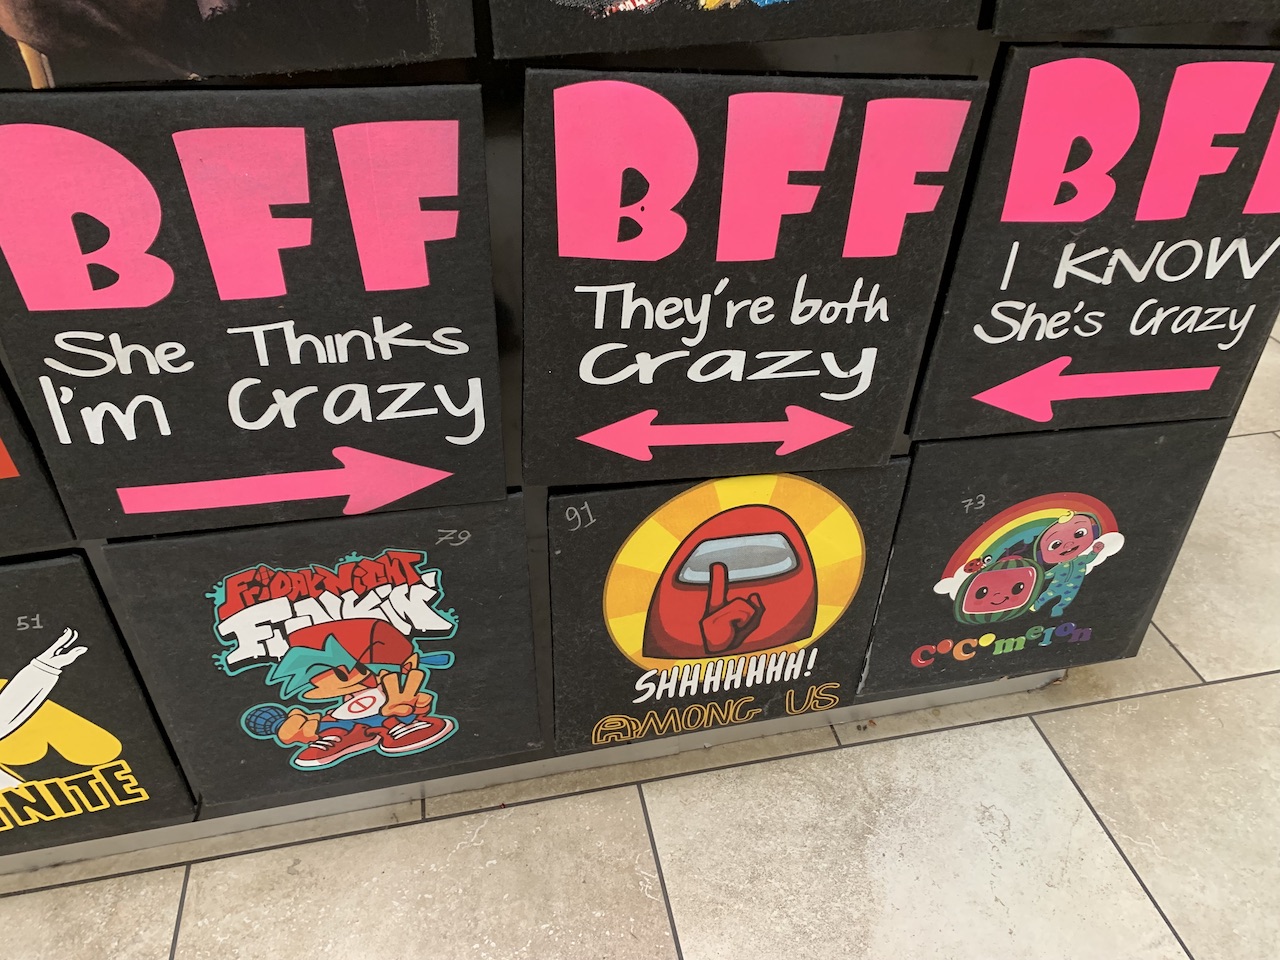 BFF
She Thinks
I'm Crazy
BFF
They're both
crazy
BFF
I KNOW
She's Crazy
51
NITE
79
FRIDAY NIGHT
FUNKIN
91
SHHHHHHH!
AMONG US
73
CoComelon